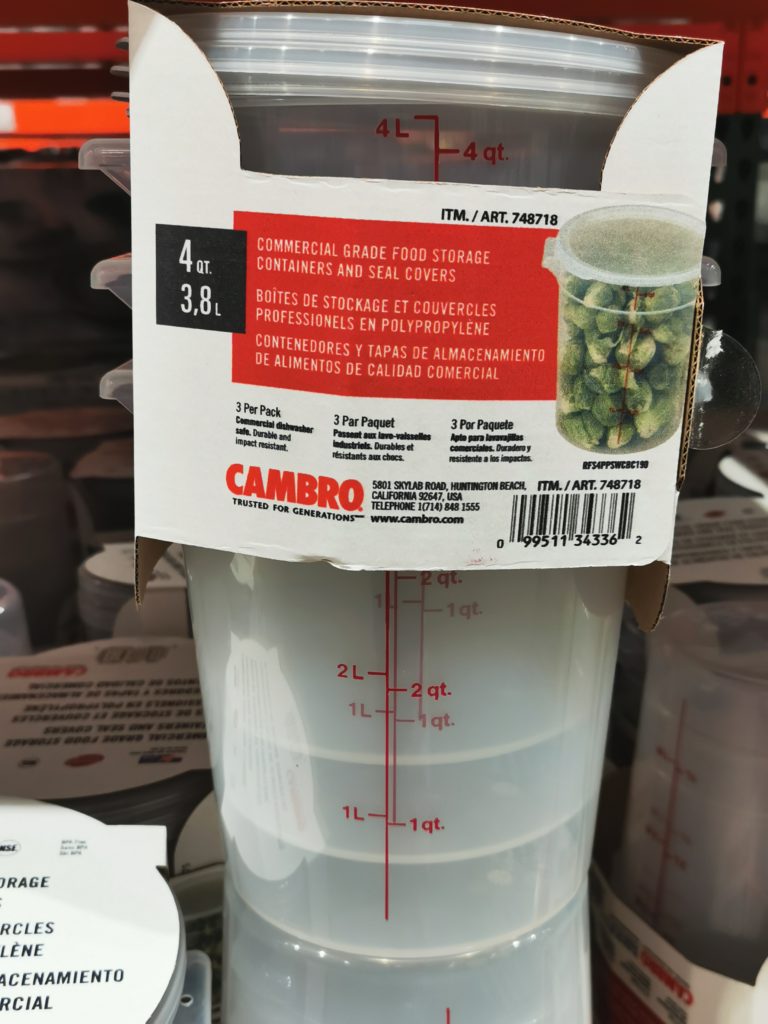 4L
4 qt.
ITM. / ART. 748718
4 QT.
3,8 L
COMMERCIAL GRADE FOOD STORAGE
CONTAINERS AND SEAL COVERS
BOÎTES DE STOCKAGE ET COUVERCLES
PROFESSIONELS EN POLYPROPYLÈNE
CONTENEDORES Y TAPAS DE ALMACENAMIENTO
DE ALIMENTOS DE CALIDAD COMERCIAL
3 Per Pack
Commercial dishwasher
safe. Durable and
impact resistant.
3 Par Paquet
Passent aux lave-vaisselles
industriels. Durables et
résistants aux chocs.
3 Por Paquete
Apto para lavavajillas
comerciales. Duradero y
resistente a los impactos.
RFS4PPSWCBC190
CAMBRO
TRUSTED FOR GENERATIONS
5801 SKYLAB ROAD, HUNTINGTON BEACH,
CALIFORNIA 92647, USA
TELEPHONE 1(714) 848 1555
www.cambro.com
ITM. / ART. 748718
0 99511 34336 2
2 qt.
1
1 qt.
2L
2 qt.
1L
1qt.
1L
1qt.
CAMBRO
ORAGE
RCLES
LÈNE
ACENAMIENTO
RCIAL
CAMBRO